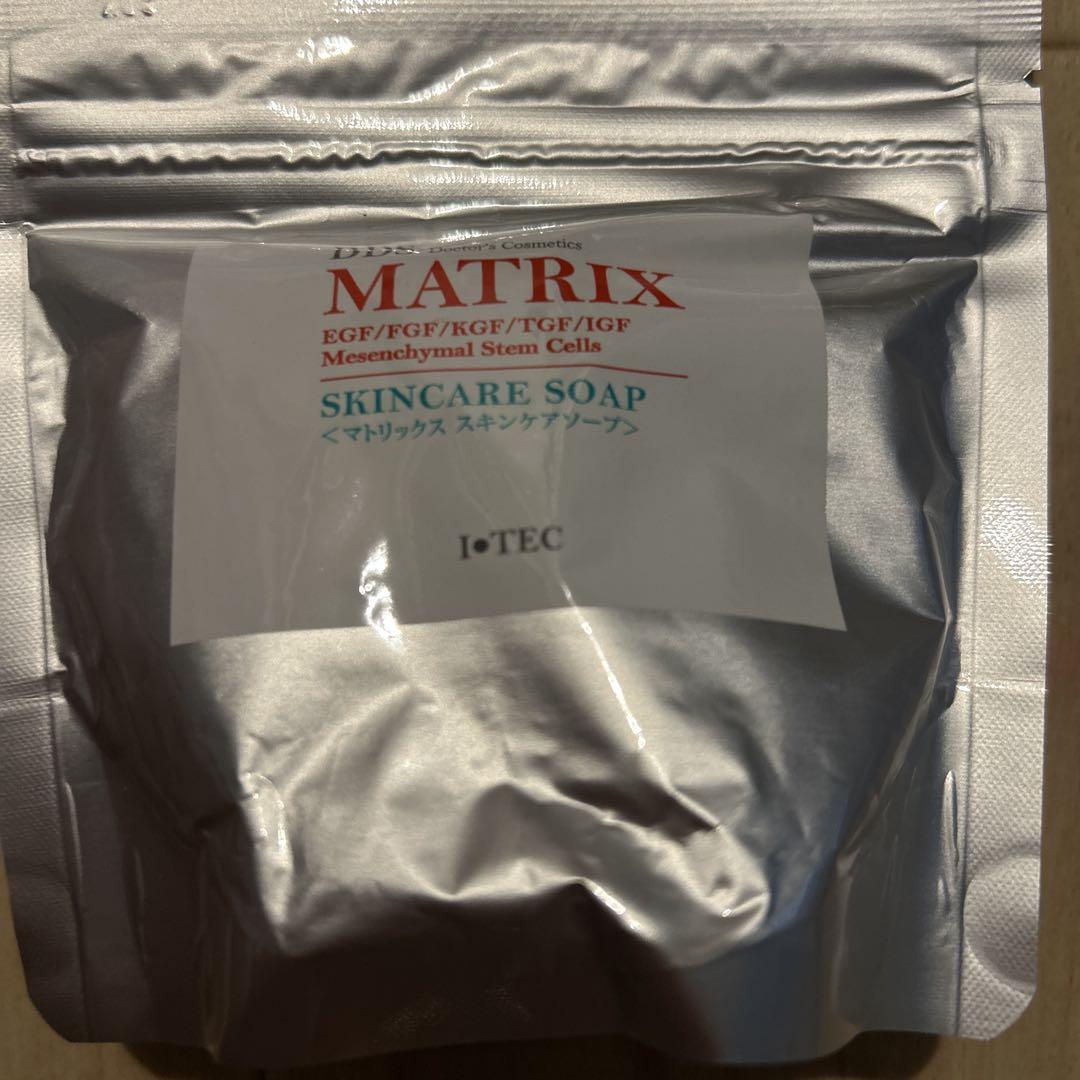 DDS Doctor's Cosmetics
MATRIX
EGF/FGF/KGF/TGF/IGF
Mesenchymal Stem Cells
SKINCARE SOAP
<マトリックス スキンケアソープ>
I●TEC